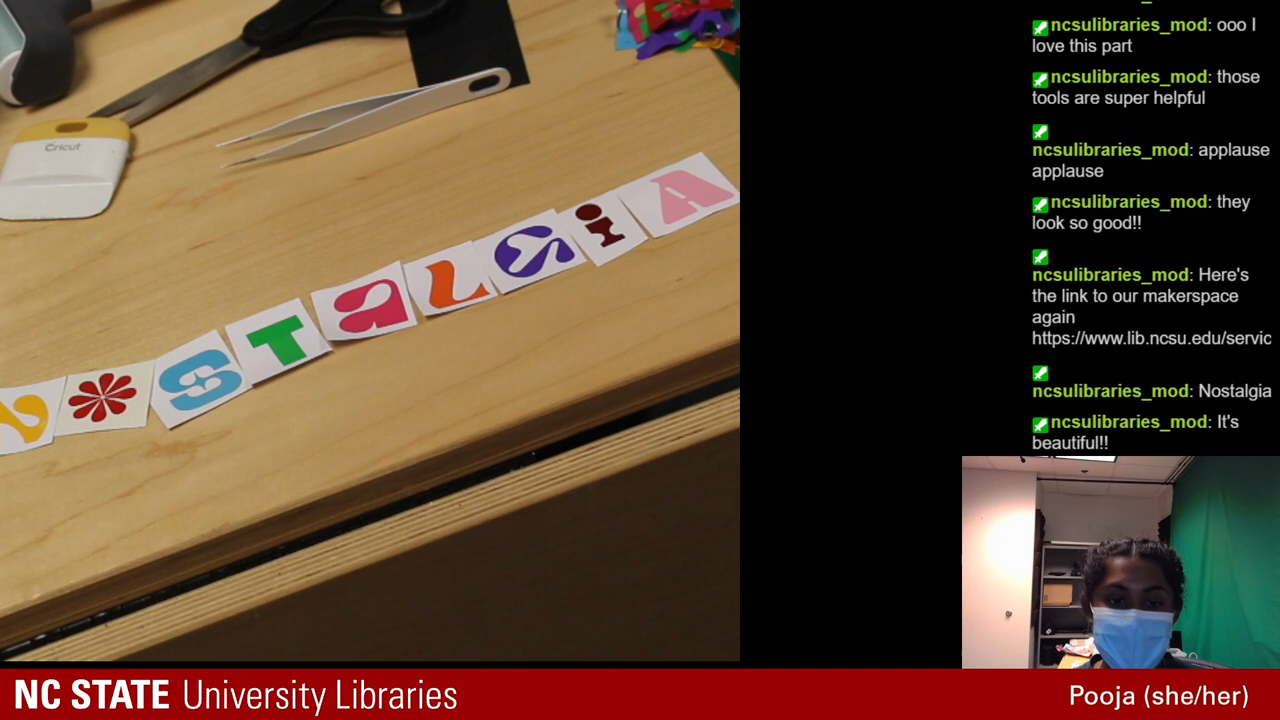 Cricut
NoSTaLGiA
ncsulibraries_mod: ooo I
love this part
ncsulibraries_mod: those
tools are super helpful
ncsulibraries_mod: applause
applause
ncsulibraries_mod: they
look so good!!
ncsulibraries_mod: Here's
the link to our makerspace
again
https://www.lib.ncsu.edu/servic
ncsulibraries_mod: Nostalgia
ncsulibraries_mod: It's
beautiful!!
NC STATE University Libraries
Pooja (she/her)